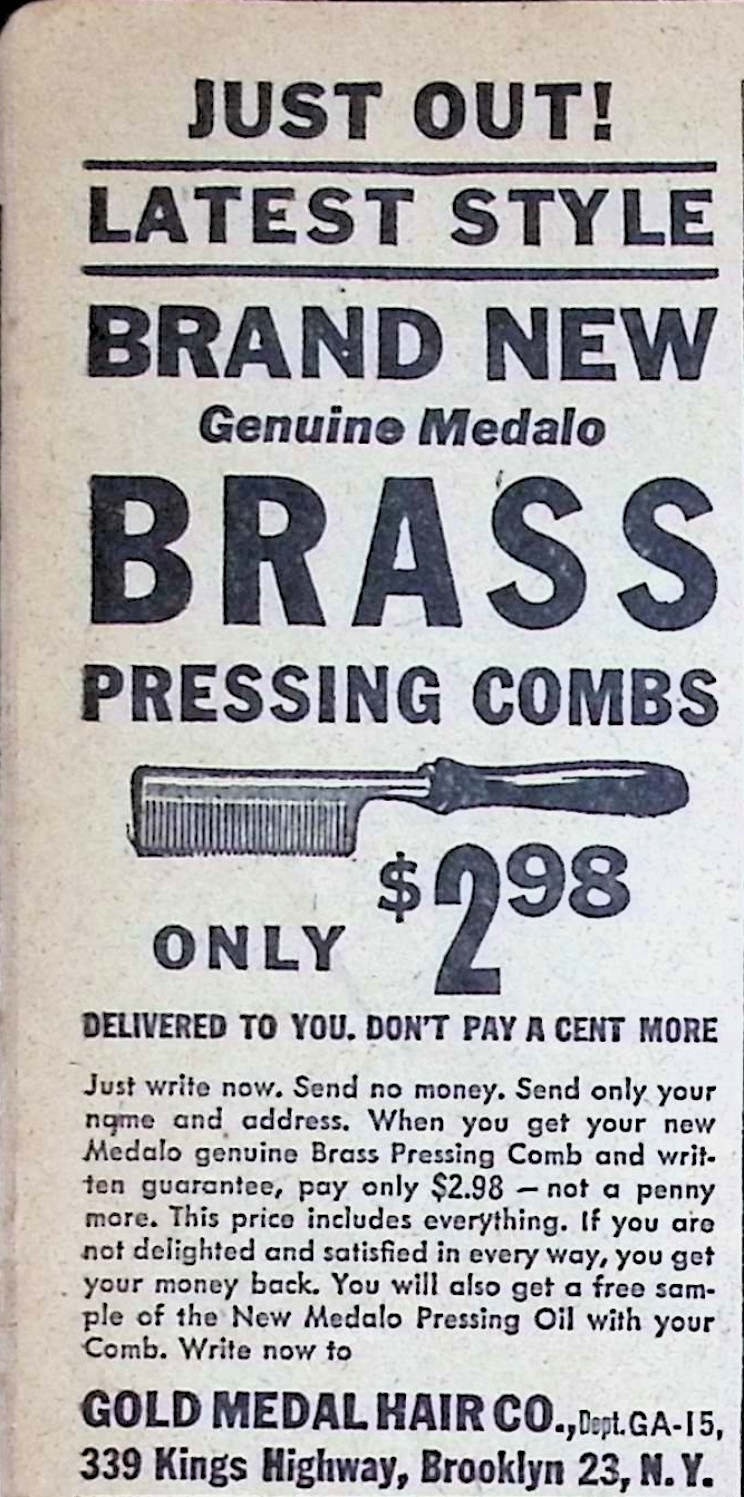 JUST OUT!
LATEST STYLE
BRAND NEW
Genuine Medalo
BRASS
PRESSING COMBS
ONLY $2.98
DELIVERED TO YOU. DON'T PAY A CENT MORE
Just write now. Send no money. Send only your
name and address. When you get your new
Medalo genuine Brass Pressing Comb and writ-
ten guarantee, pay only $2.98 — not a penny
more. This price includes everything. If you are
not delighted and satisfied in every way, you get
your money back. You will also get a free sam-
ple of the New Medalo Pressing Oil with your
Comb. Write now to
GOLD MEDAL HAIR CO., Dept. GA-15,
339 Kings Highway, Brooklyn 23, N. Y.